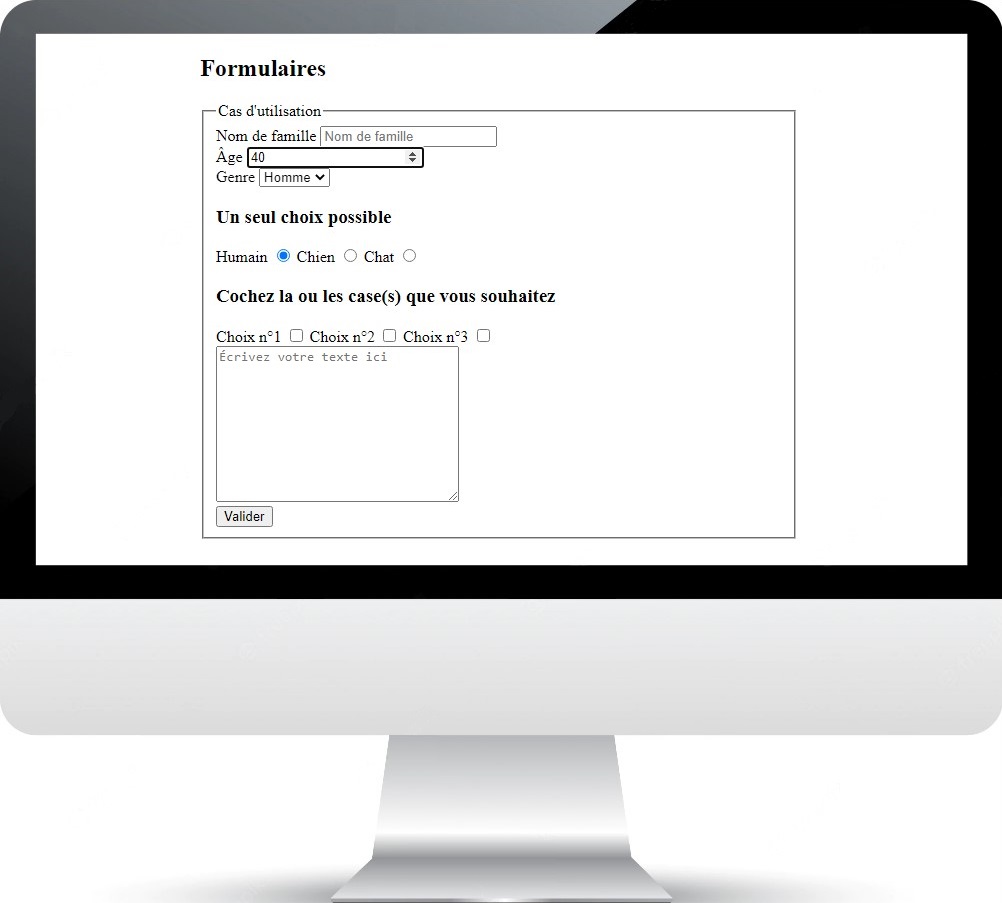 Formulaires
Cas d'utilisation
Nom de famille Nom de famille
Âge 40
Genre Homme
Un seul choix possible
Humain Chien Chat
Cochez la ou les case(s) que vous souhaitez
Choix n°1 Choix n°2 Choix n°3
Écrivez votre texte ici
Valider